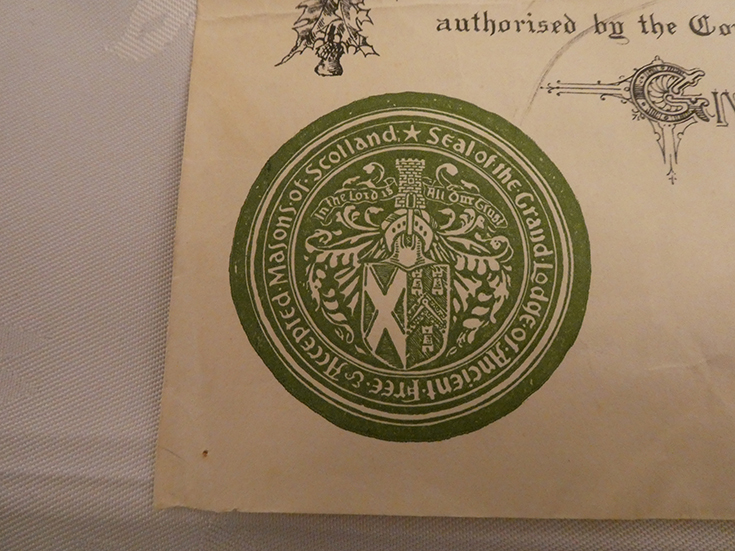 authorised by the Co
GIN
Seal of the Grand Lodge of Ancient Free & Accepted Masons of Scotland
In the Lord is All Our Trust